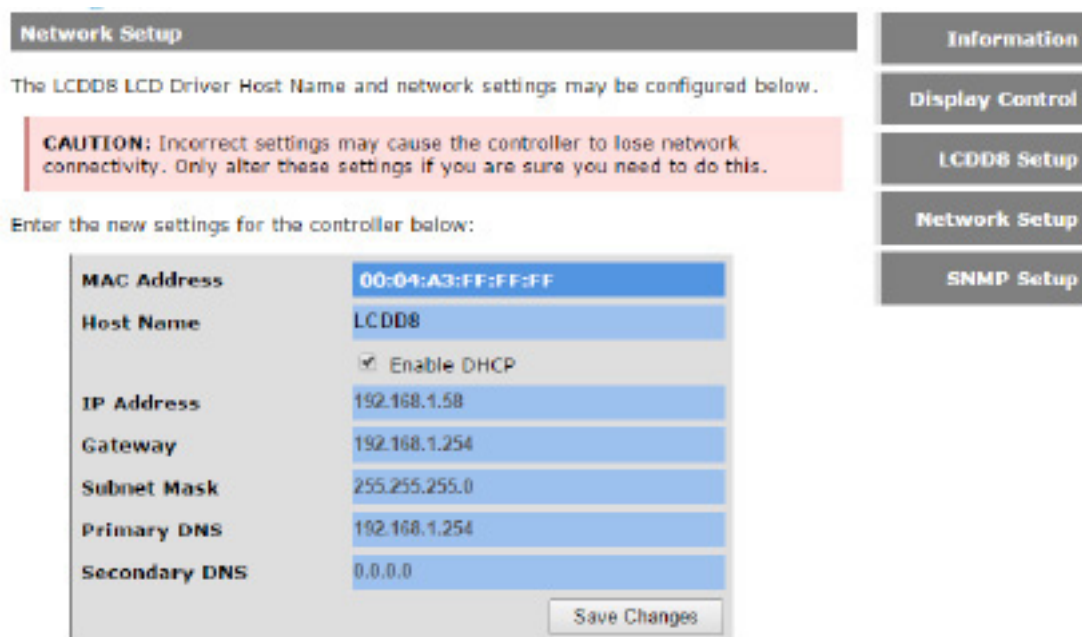 Network Setup
The LCDD8 LCD Driver Host Name and network settings may be configured below.
CAUTION: Incorrect settings may cause the controller to lose network
connectivity. Only alter these settings if you are sure you need to do this.
Enter the new settings for the controller below:
MAC Address 00:04:A3:FF:FF:FF
Host Name LCDD8
Enable DHCP
IP Address 192.168.1.58
Gateway 192.168.1.254
Subnet Mask 255.255.255.0
Primary DNS 192.168.1.254
Secondary DNS 0.0.0.0
Save Changes
Information
Display Control
LCDD8 Setup
Network Setup
SNMP Setup